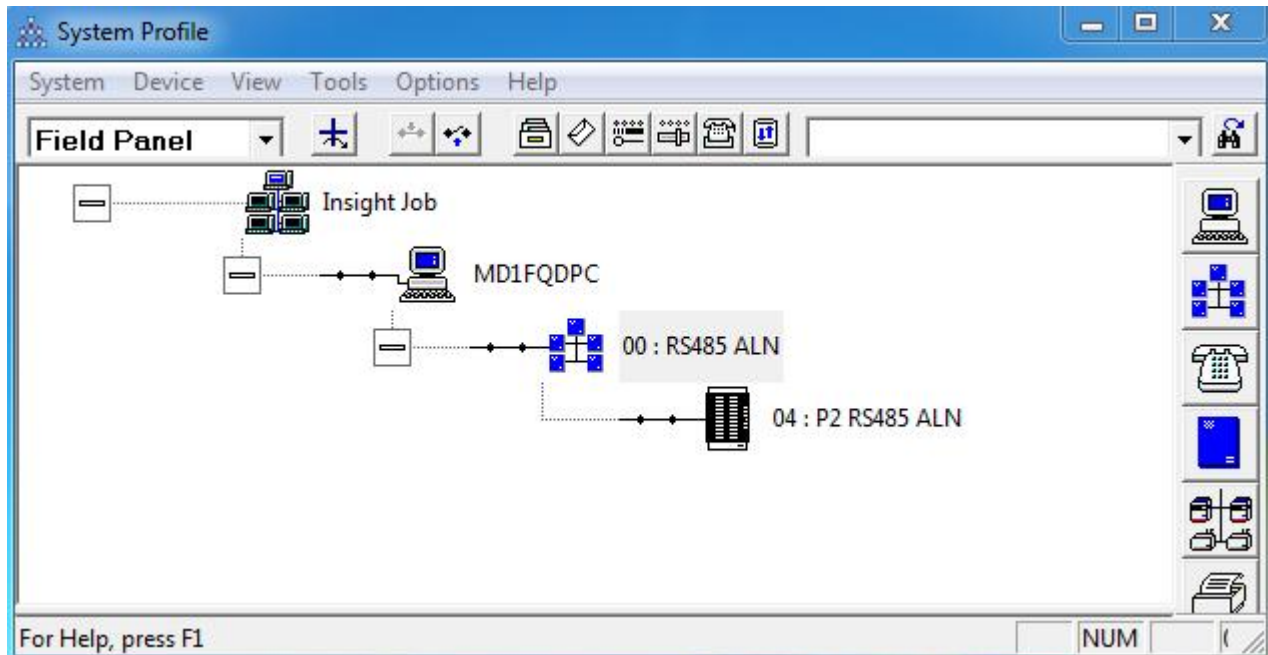 System Profile
System Device View Tools Options Help
Field Panel
Insight Job
MD1FQDPC
00 : RS485 ALN
04 : P2 RS485 ALN
For Help, press F1
NUM